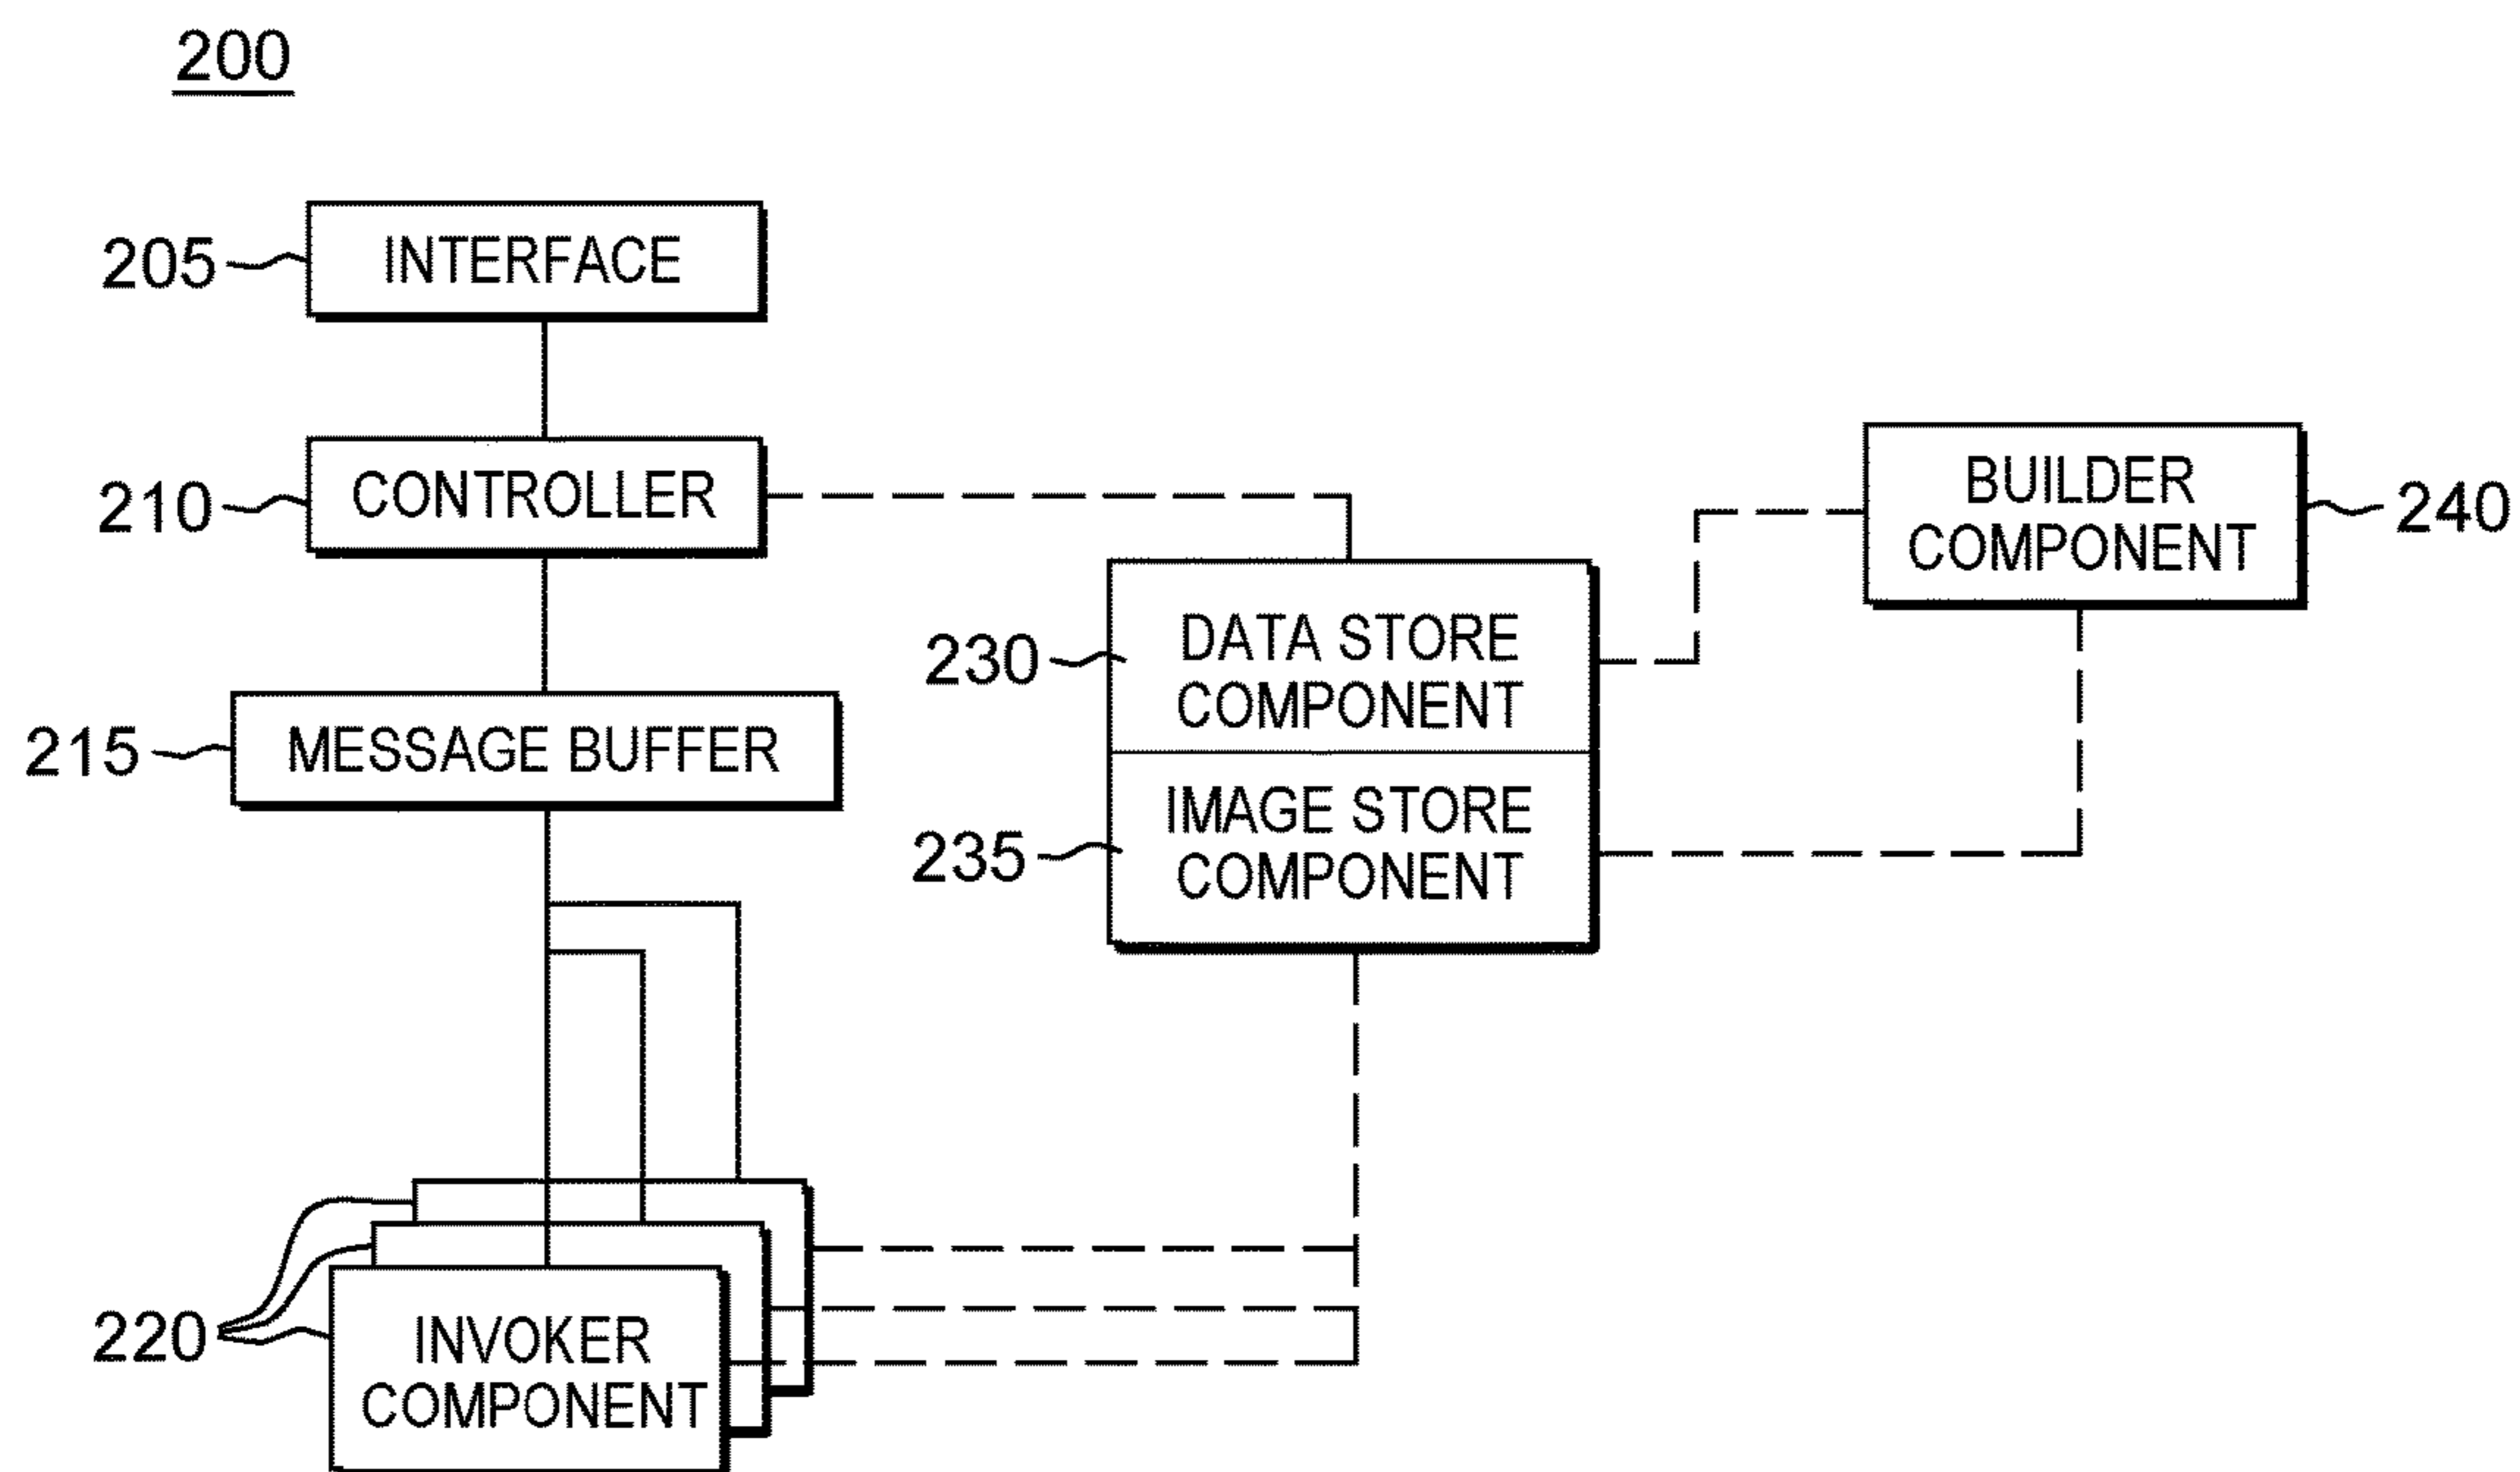 200
205
INTERFACE
210
CONTROLLER
BUILDER
COMPONENT
240
230
DATA STORE
COMPONENT
215
MESSAGE BUFFER
235
IMAGE STORE
COMPONENT
220
INVOKER
COMPONENT